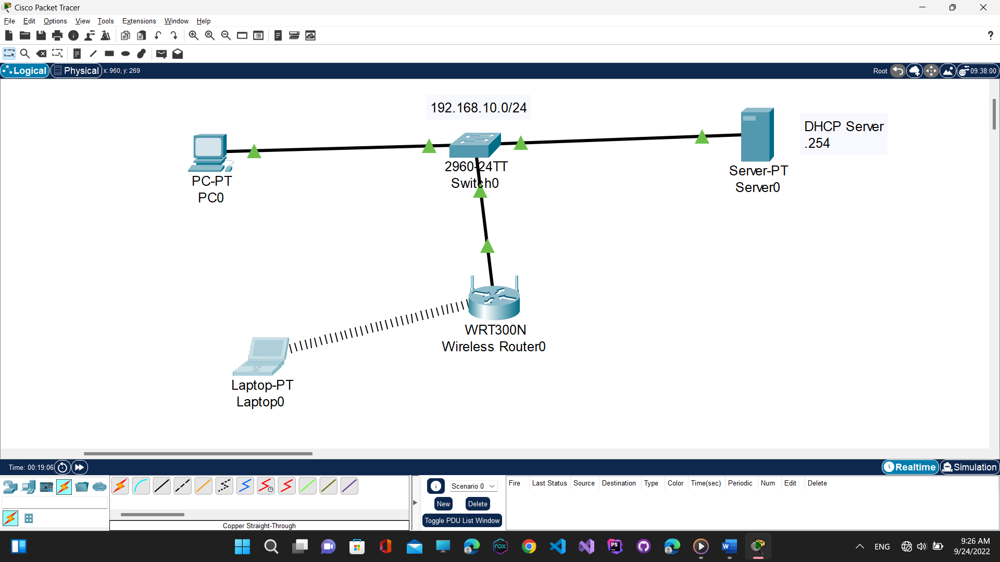 Cisco Packet Tracer
File Edit Options View Tools Extensions Window Help
?
Logical Physical x: 960, y: 269 Root 09:38:00
192.168.10.0/24
DHCP Server
.254
PC-PT
PC0
2960-24TT
Switch0
Server-PT
Server0
WRT300N
Wireless Router0
Laptop-PT
Laptop0
Time: 00:19:06 Realtime Simulation
Scenario 0
New Delete
Toggle PDU List Window
Fire Last Status Source Destination Type Color Time(sec) Periodic Num Edit Delete
Copper Straight-Through
nox PS W
ENG
9:26 AM
9/24/2022